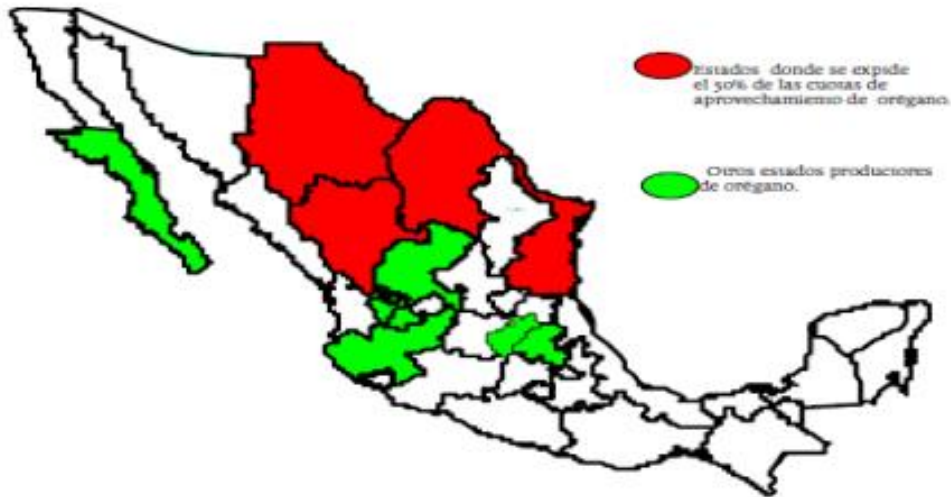 Estados donde se expide
el 50% de las cuotas de
aprovechamiento de orégano.
Otros estados productores
de orégano.